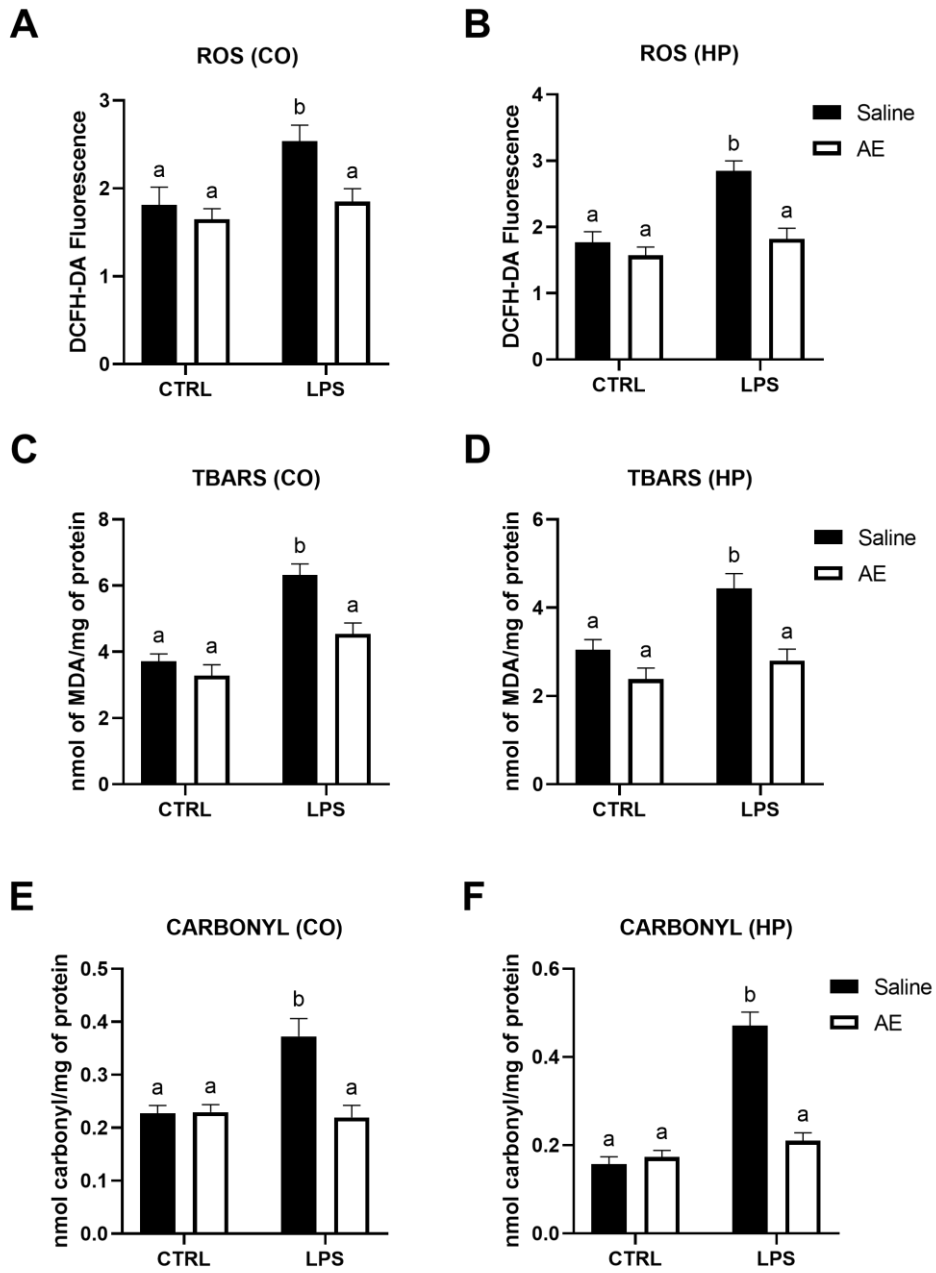 A
ROS (CO)
DCFH-DA Fluorescence
3
2
1
0
a
a
b
a
CTRL
LPS
B
ROS (HP)
DCFH-DA Fluorescence
4
3
2
1
0
a
a
b
a
CTRL
LPS
Saline
AE
C
TBARS (CO)
nmol of MDA/mg of protein
8
6
4
2
0
a
a
b
a
CTRL
LPS
D
TBARS (HP)
nmol of MDA/mg of protein
6
4
2
0
a
a
b
a
CTRL
LPS
Saline
AE
E
CARBONYL (CO)
nmol carbonyl/mg of protein
0.5
0.4
0.3
0.2
0.1
0.0
a
a
b
a
CTRL
LPS
F
CARBONYL (HP)
nmol carbonyl/mg of protein
0.6
0.4
0.2
0.0
a
a
b
a
CTRL
LPS
Saline
AE